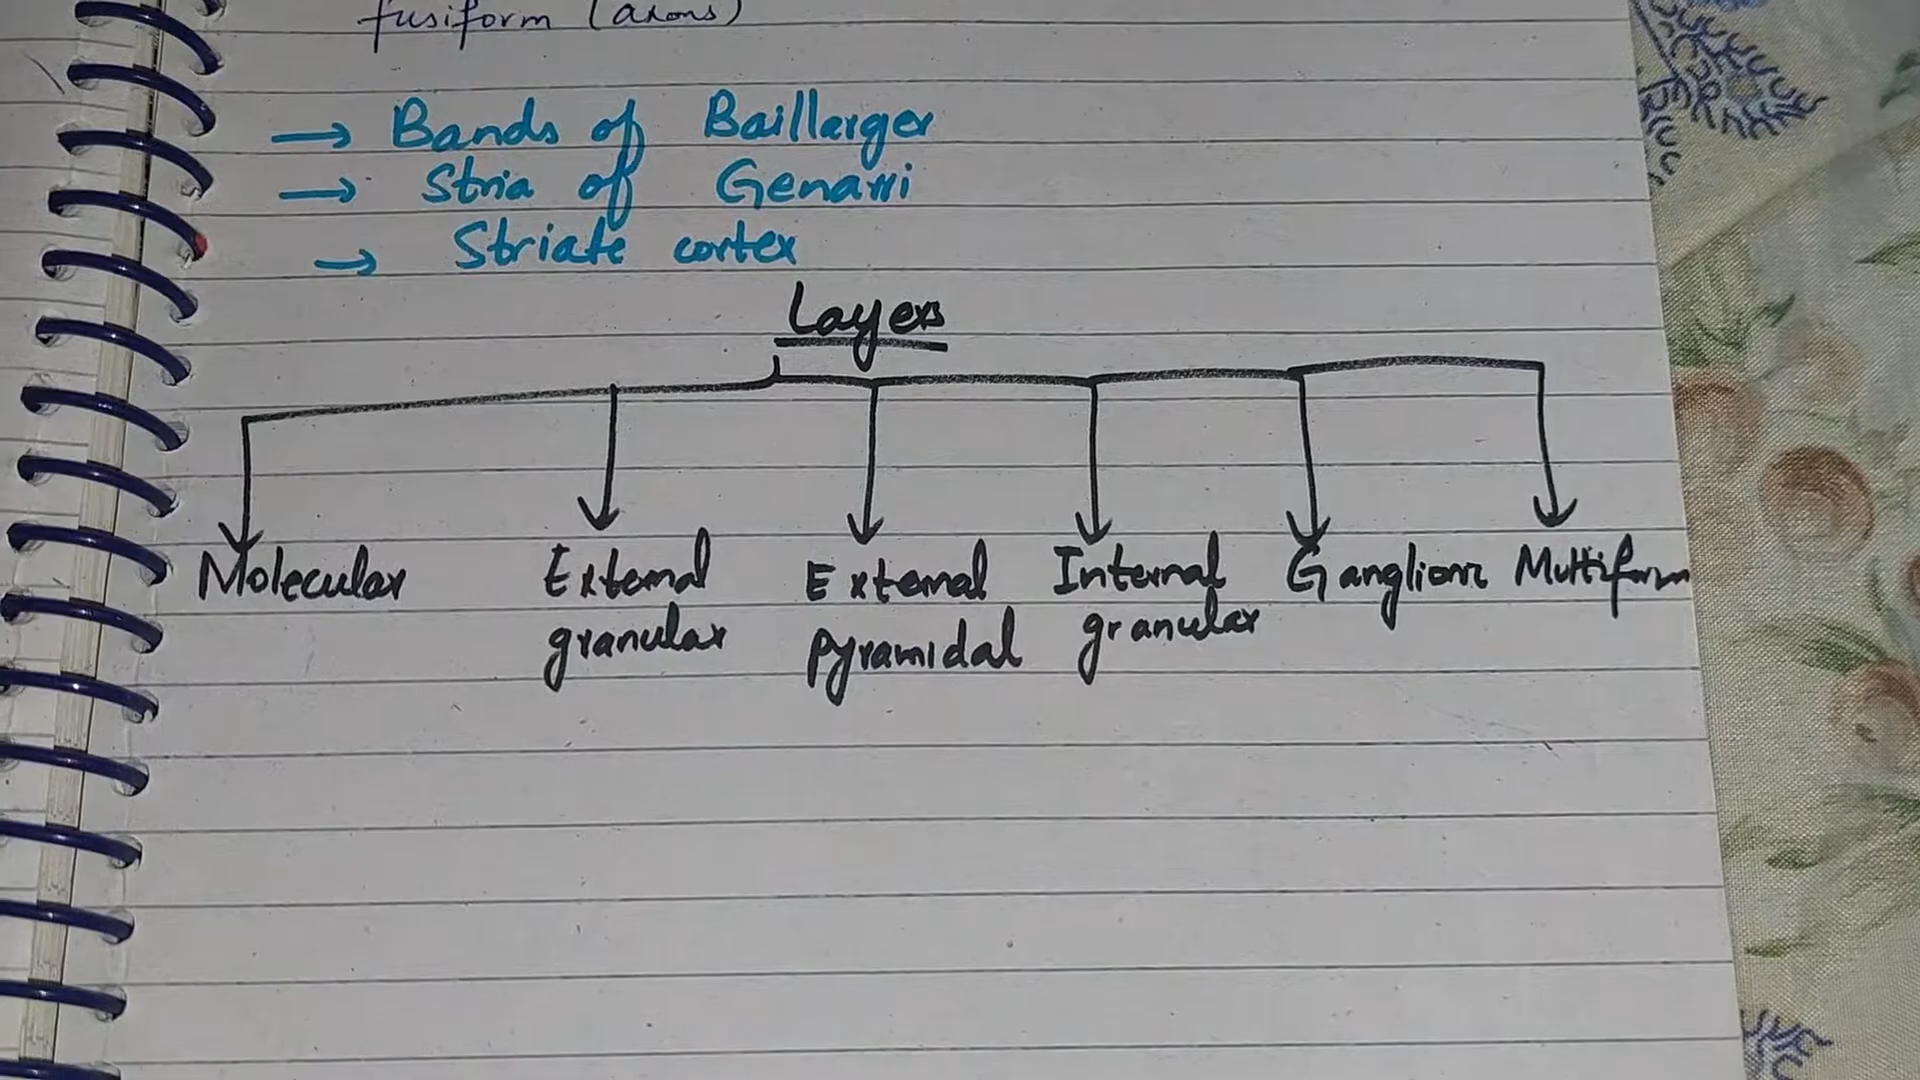 fusiform (axons)
→ Bands of Baillarger
→ Stria of Genarri
→ Striate cortex
Layers
Molecular External External Internal Ganglionic Multiform
granular pyramidal granular